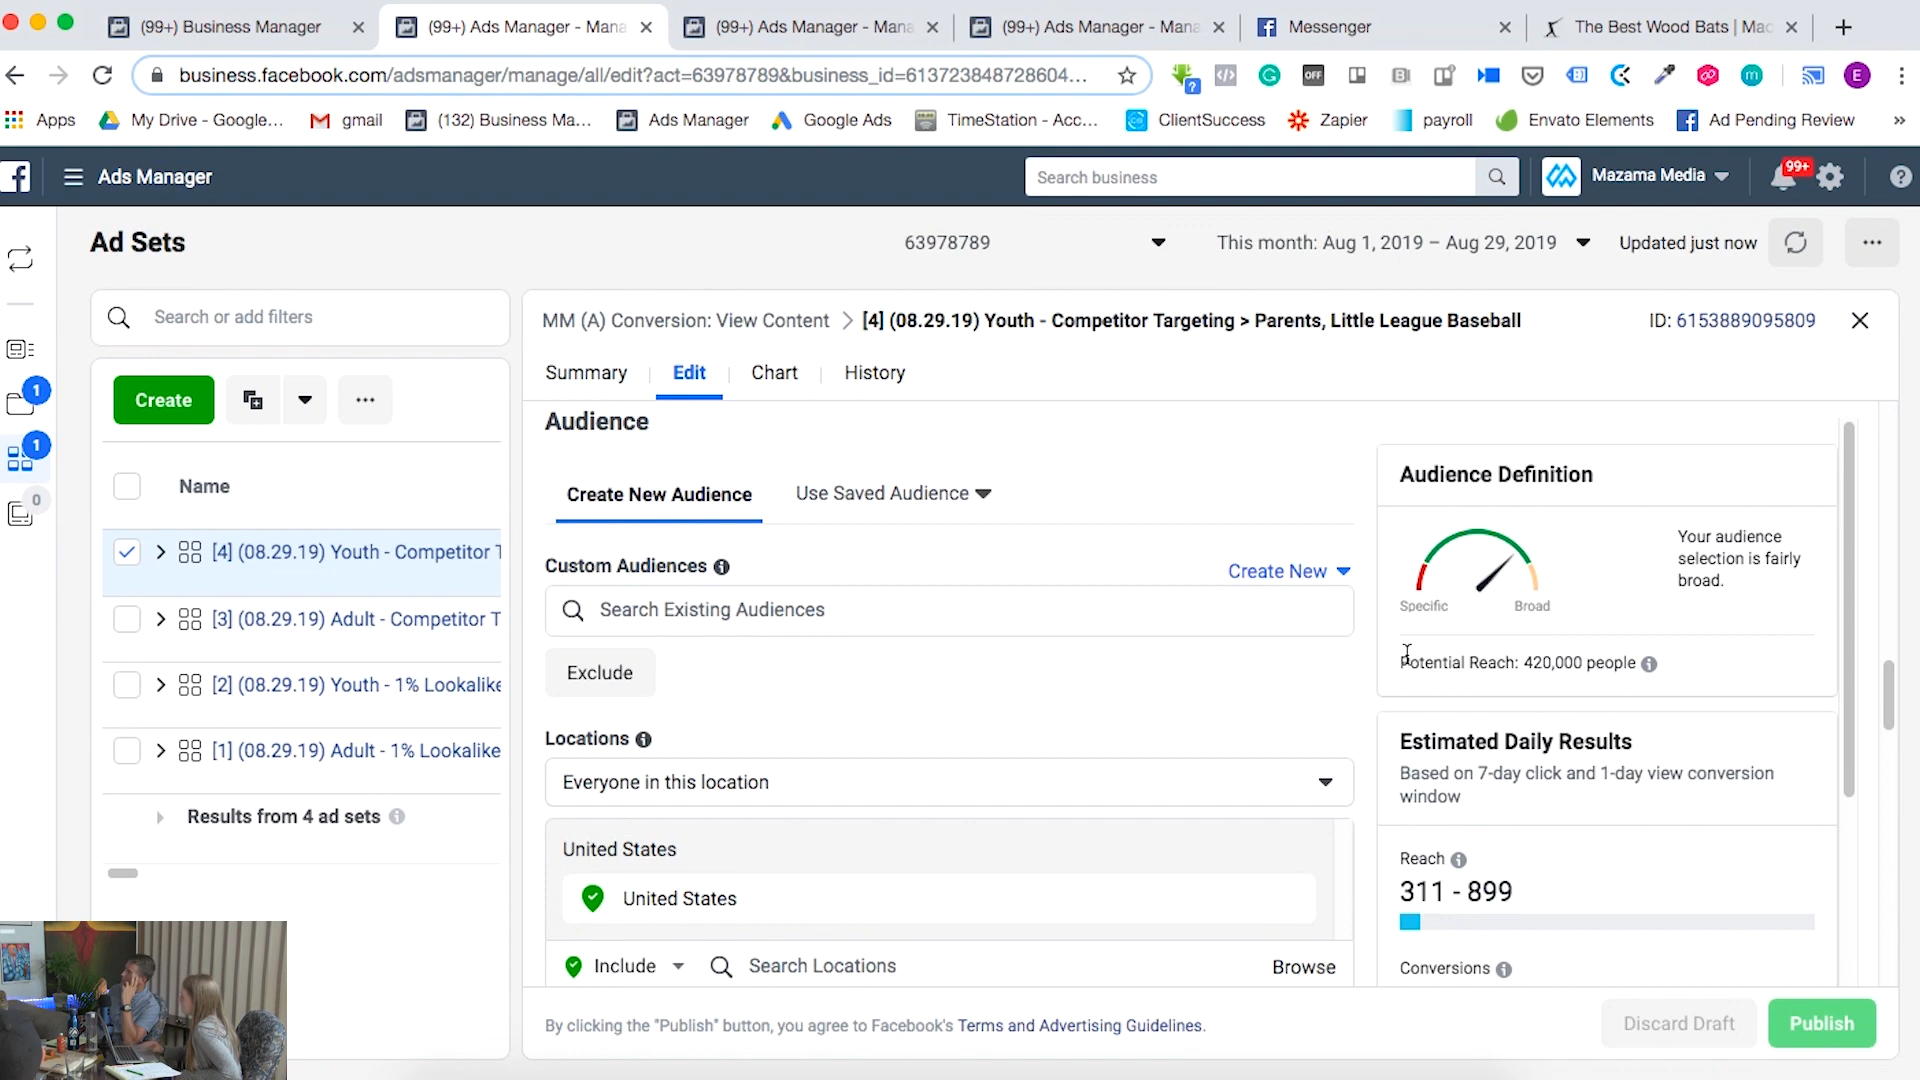 (99+) Business Manager
(99+) Ads Manager - Mana
(99+) Ads Manager - Mana
(99+) Ads Manager - Mana
Messenger
The Best Wood Bats | Mac
business.facebook.com/adsmanager/manage/all/edit?act=63978789&business_id=613723848728604...
OFF
E
Apps
My Drive - Google...
gmail
(132) Business Ma...
Ads Manager
Google Ads
TimeStation - Acc...
ClientSuccess
Zapier
payroll
Envato Elements
Ad Pending Review
»
Ads Manager
Search business
Mazama Media
99+
Ad Sets
63978789
This month: Aug 1, 2019 – Aug 29, 2019
Updated just now
Search or add filters
MM (A) Conversion: View Content
[4] (08.29.19) Youth - Competitor Targeting > Parents, Little League Baseball
ID: 6153889095809
Summary
Edit
Chart
History
1
1
0
Create
Name
[4] (08.29.19) Youth - Competitor T
[3] (08.29.19) Adult - Competitor T
[2] (08.29.19) Youth - 1% Lookalike
[1] (08.29.19) Adult - 1% Lookalike
Results from 4 ad sets
Audience
Create New Audience
Use Saved Audience
Custom Audiences
Create New
Search Existing Audiences
Exclude
Locations
Everyone in this location
United States
United States
Include
Search Locations
Browse
Audience Definition
Specific
Broad
Your audience
selection is fairly
broad.
Potential Reach: 420,000 people
Estimated Daily Results
Based on 7-day click and 1-day view conversion
window
Reach
311 - 899
Conversions
By clicking the "Publish" button, you agree to Facebook's Terms and Advertising Guidelines.
Discard Draft
Publish